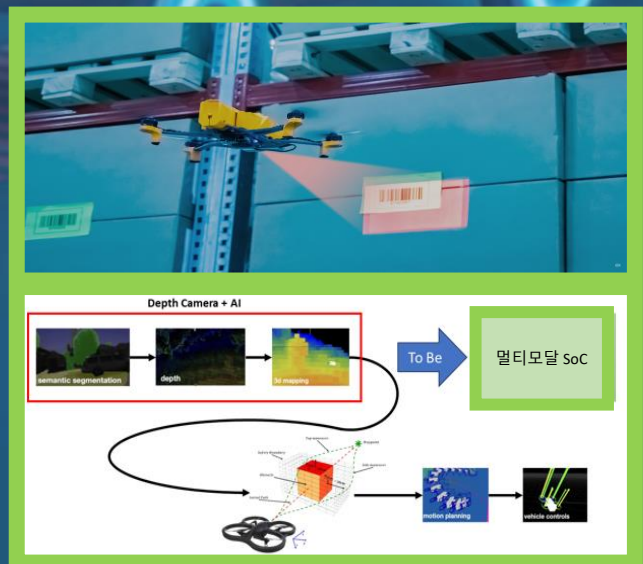 Depth Camera + AI
semantic segmentation
depth
3d mapping
To Be
멀티모달 SoC
motion planning
vehicle controls